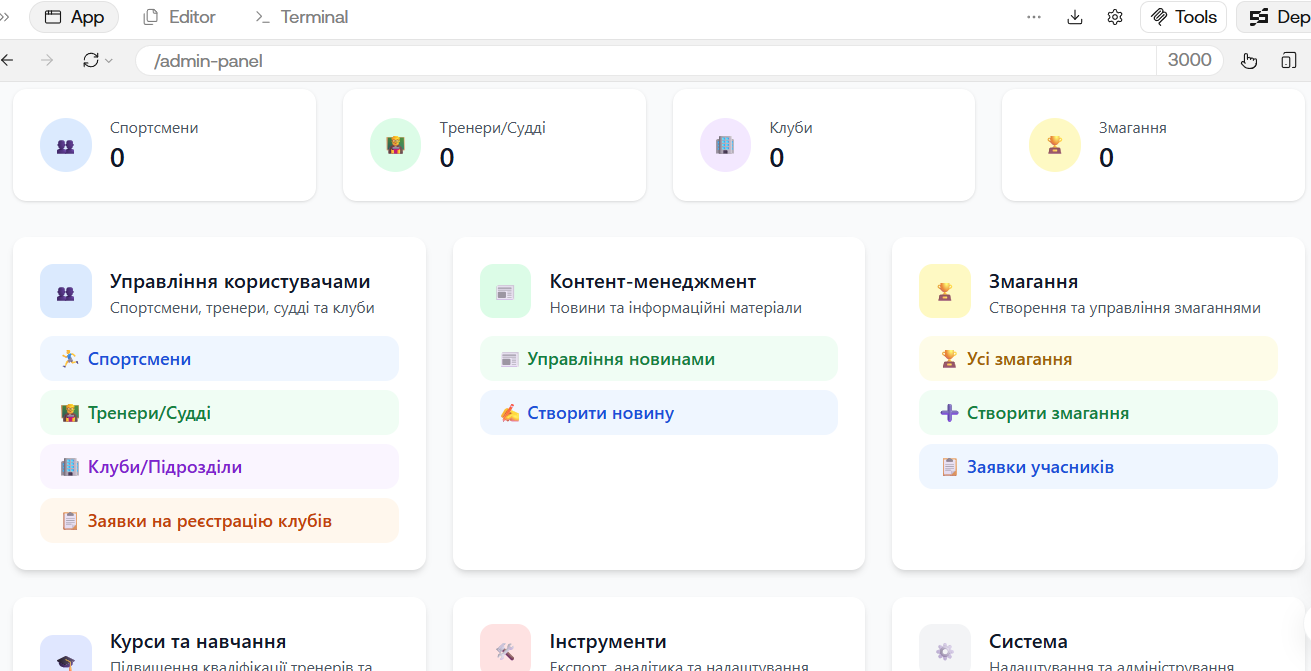 App Editor Terminal Tools Dep
/admin-panel 3000
Спортсмени Тренери/Судді Клуби Змагання
0 0 0 0
Управління користувачами
Спортсмени, тренери, судді та клуби
Спортсмени
Тренери/Судді
Клуби/Підрозділи
Заявки на реєстрацію клубів
Контент-менеджмент
Новини та інформаційні матеріали
Управління новинами
Створити новину
Змагання
Створення та управління змаганнями
Усі змагання
Створити змагання
Заявки учасників
Курси та навчання
Підвищення кваліфікації тренерів та
Інструменти
Експорт, аналітика та налаштування
Система
Налаштування та адміністрування